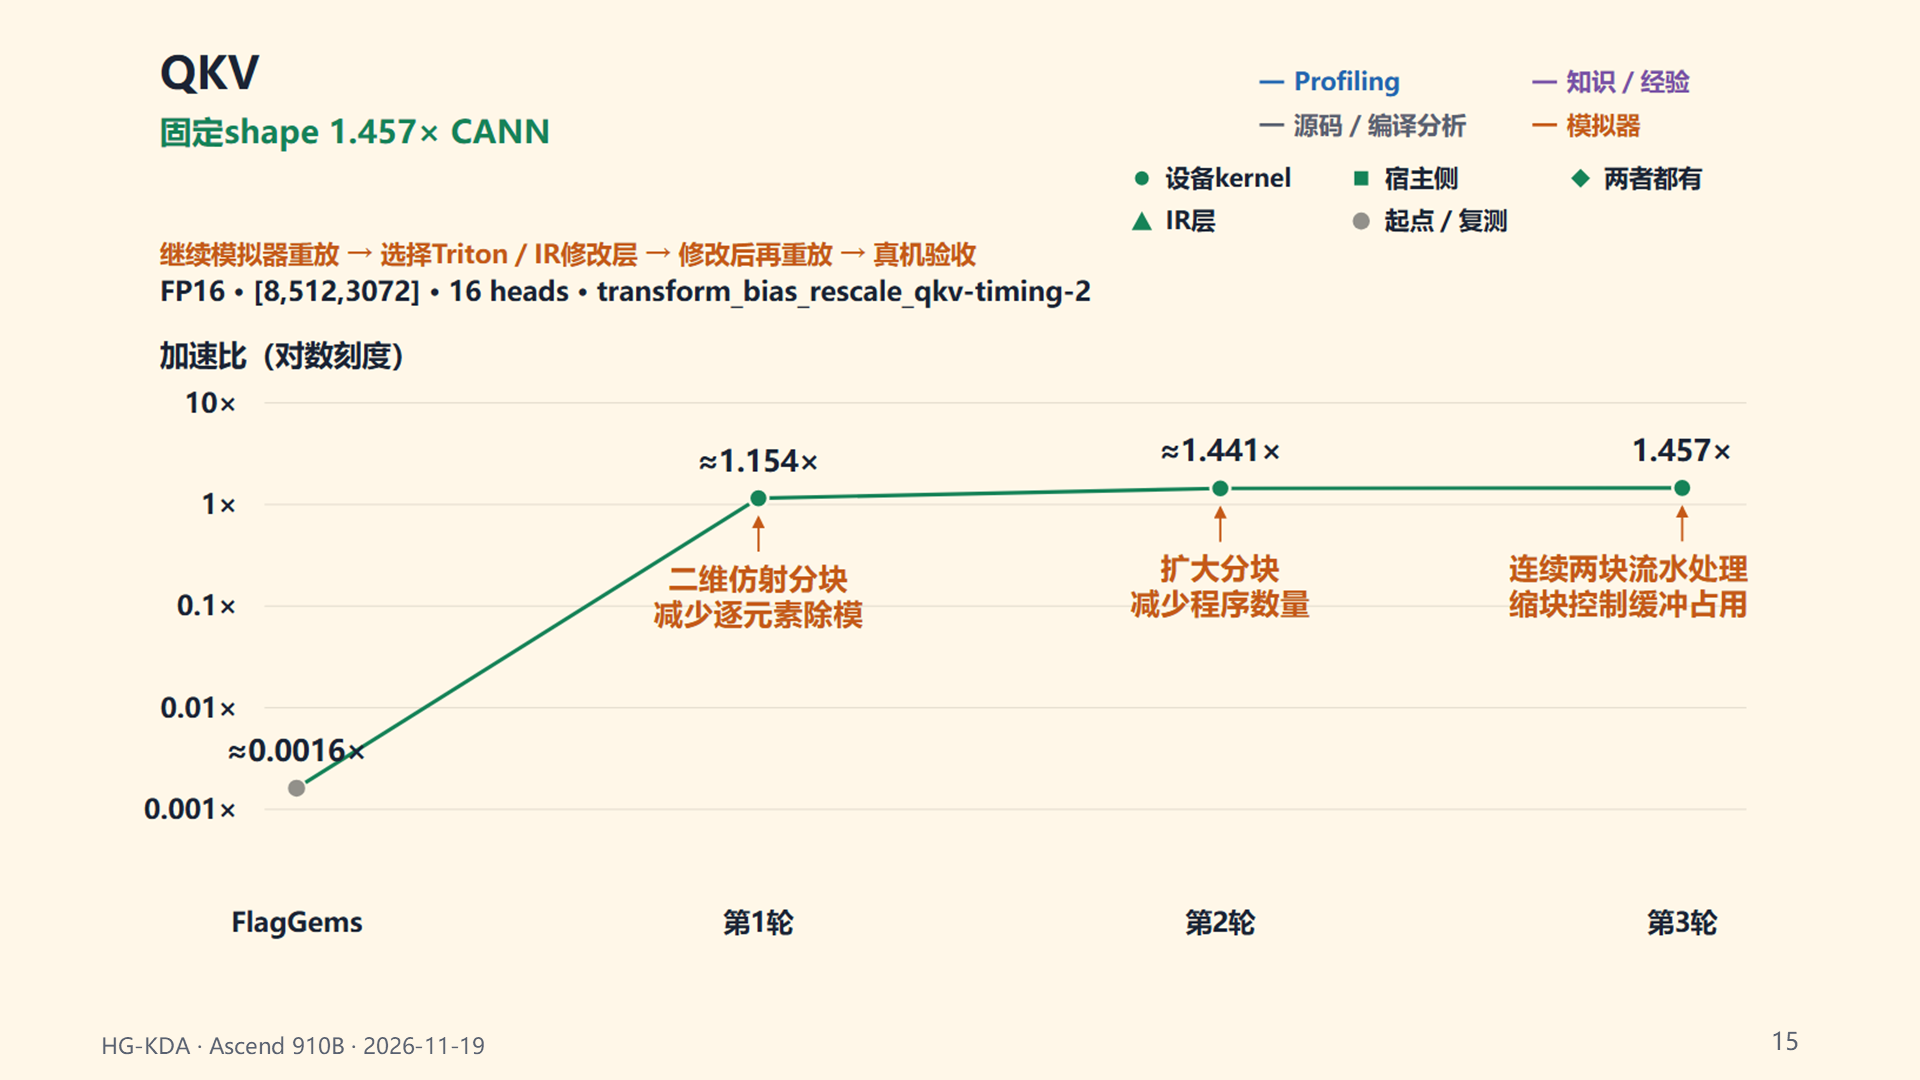 QKV
固定shape 1.457× CANN
— Profiling
— 知识 / 经验
— 源码 / 编译分析
— 模拟器
● 设备kernel
■ 宿主侧
◆ 两者都有
▲ IR层
● 起点 / 复测
继续模拟器重放 → 选择Triton / IR修改层 → 修改后再重放 → 真机验收
FP16 • [8,512,3072] • 16 heads • transform_bias_rescale_qkv-timing-2
加速比（对数刻度）
10×
1×
0.1×
0.01×
0.001×
≈0.0016×
≈1.154×
≈1.441×
1.457×
二维仿射分块
减少逐元素除模
扩大分块
减少程序数量
连续两块流水处理
缩块控制缓冲占用
FlagGems
第1轮
第2轮
第3轮
HG-KDA · Ascend 910B · 2026-11-19
15